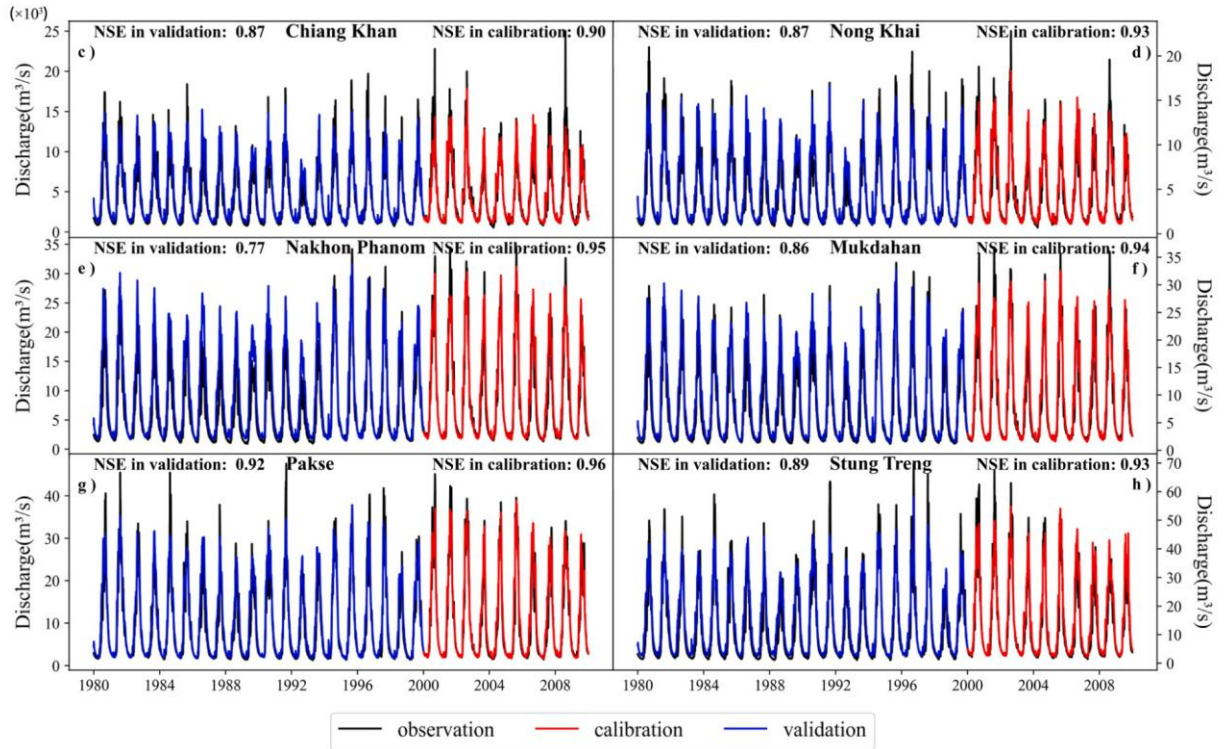 (×10³)
NSE in validation: 0.87 Chiang Khan NSE in calibration: 0.90
c )
Discharge(m³/s)
25
20
15
10
5
0
NSE in validation: 0.87 Nong Khai NSE in calibration: 0.93
d )
Discharge(m³/s)
20
15
10
5
0
NSE in validation: 0.77 Nakhon Phanom NSE in calibration: 0.95
e )
Discharge(m³/s)
35
30
25
20
15
10
5
0
NSE in validation: 0.86 Mukdahan NSE in calibration: 0.94
f )
Discharge(m³/s)
35
30
25
20
15
10
5
0
NSE in validation: 0.92 Pakse NSE in calibration: 0.96
g )
Discharge(m³/s)
40
30
20
10
0
NSE in validation: 0.89 Stung Treng NSE in calibration: 0.93
h )
Discharge(m³/s)
70
60
50
40
30
20
10
0
1980 1984 1988 1992 1996 2000 2004 2008
1980 1984 1988 1992 1996 2000 2004 2008
observation calibration validation